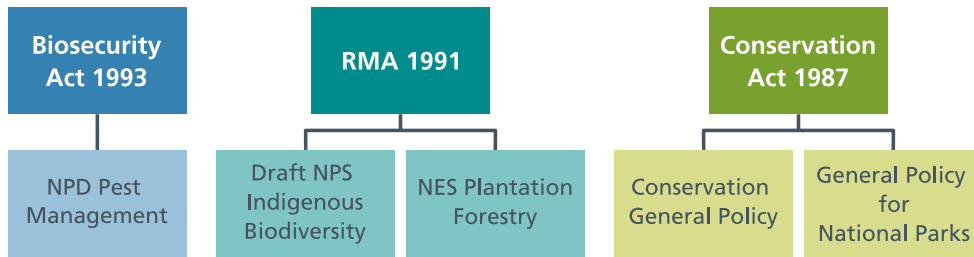 Biosecurity
Act 1993
RMA 1991
Conservation
Act 1987
NPD Pest
Management
Draft NPS
Indigenous
Biodiversity
NES Plantation
Forestry
Conservation
General Policy
General Policy
for
National Parks